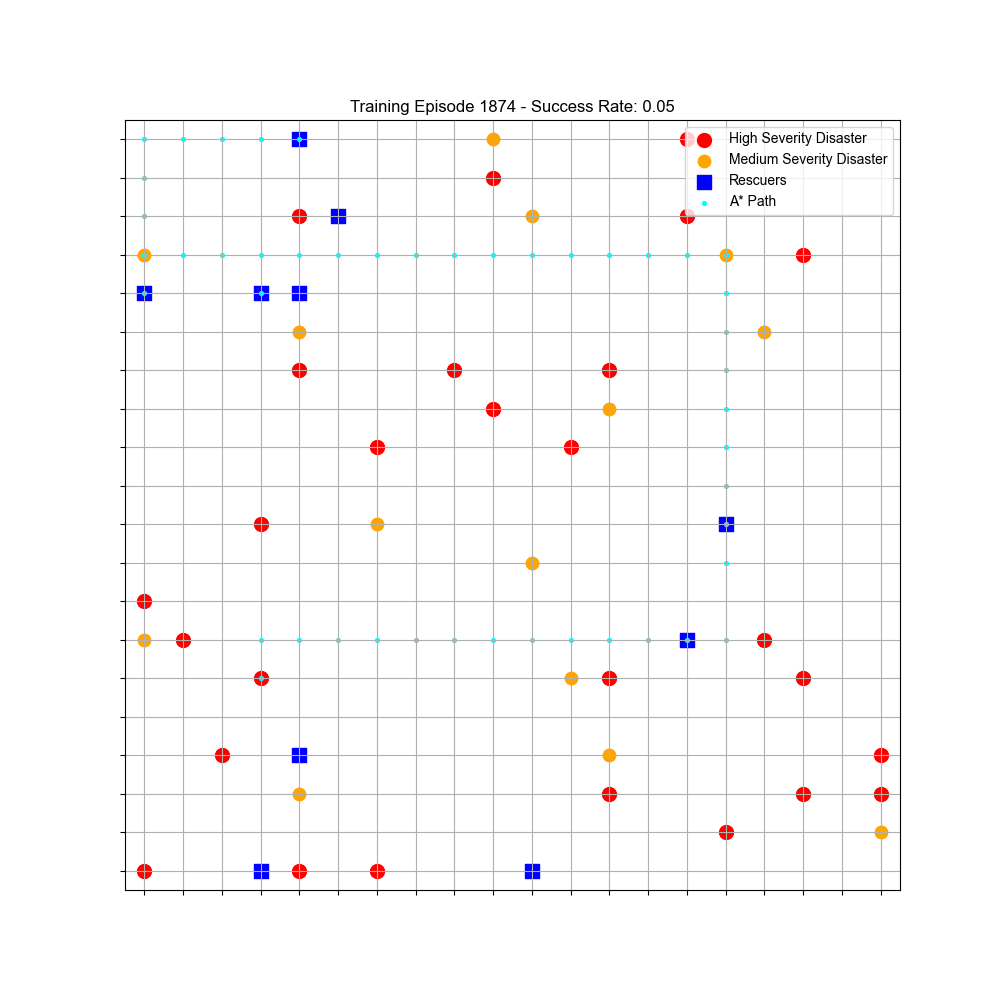 Training Episode 1874 - Success Rate: 0.05
High Severity Disaster
Medium Severity Disaster
Rescuers
A* Path